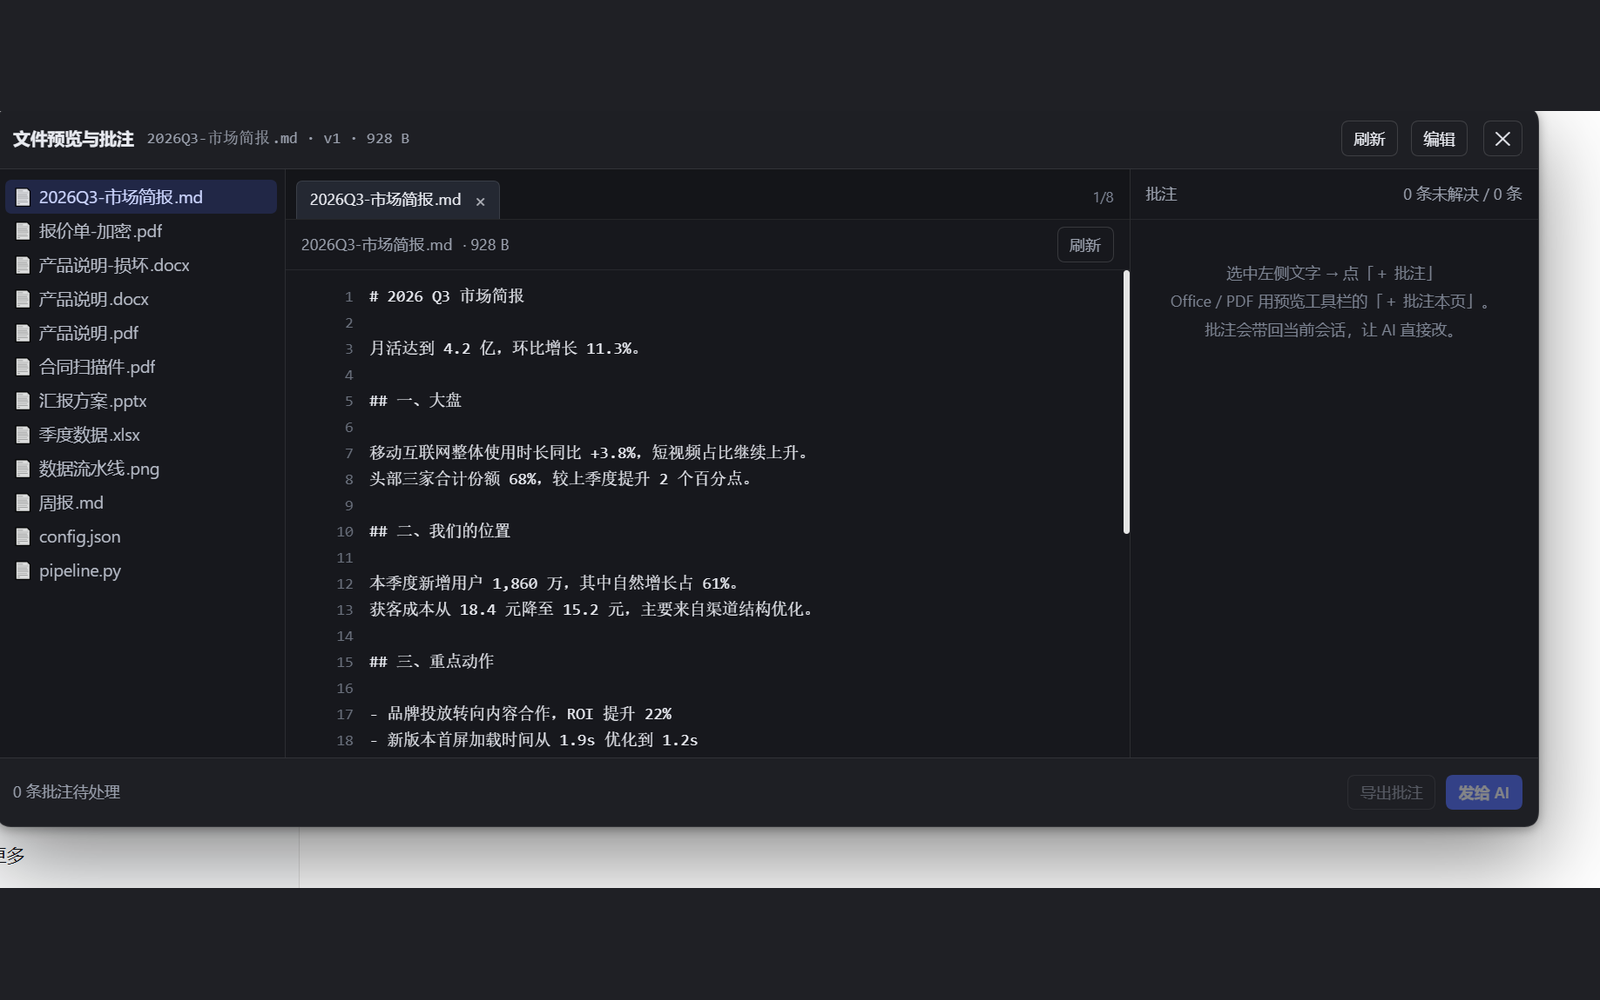 文件预览与批注 2026Q3-市场简报.md · v1 · 928 B
刷新
编辑
2026Q3-市场简报.md
报价单-加密.pdf
产品说明-损坏.docx
产品说明.docx
产品说明.pdf
合同扫描件.pdf
汇报方案.pptx
季度数据.xlsx
数据流水线.png
周报.md
config.json
pipeline.py
2026Q3-市场简报.md ×
1/8
2026Q3-市场简报.md · 928 B
刷新
1 # 2026 Q3 市场简报
2
3 月活达到 4.2 亿，环比增长 11.3%。
4
5 ## 一、大盘
6
7 移动互联网整体使用时长同比 +3.8%，短视频占比继续上升。
8 头部三家合计份额 68%，较上季度提升 2 个百分点。
9
10 ## 二、我们的位置
11
12 本季度新增用户 1,860 万，其中自然增长占 61%。
13 获客成本从 18.4 元降至 15.2 元，主要来自渠道结构优化。
14
15 ## 三、重点动作
16
17 - 品牌投放转向内容合作，ROI 提升 22%
18 - 新版本首屏加载时间从 1.9s 优化到 1.2s
批注
0 条未解决 / 0 条
选中左侧文字 → 点「+ 批注」
Office / PDF 用预览工具栏的「+ 批注本页」。
批注会带回当前会话，让 AI 直接改。
0 条批注待处理
导出批注
发给 AI
更多